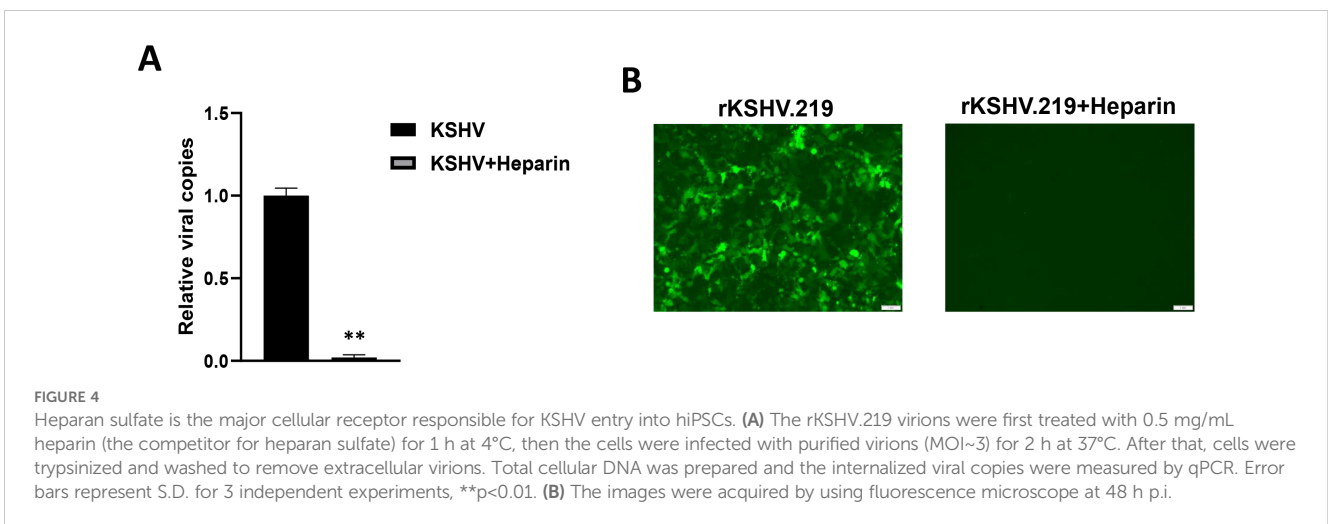 A
1.5
1.0
0.5
0.0
Relative viral copies
KSHV
KSHV+Heparin
**
B
rKSHV.219
rKSHV.219+Heparin
FIGURE 4
Heparan sulfate is the major cellular receptor responsible for KSHV entry into hiPSCs. (A) The rKSHV.219 virions were first treated with 0.5 mg/mL
heparin (the competitor for heparan sulfate) for 1 h at 4°C, then the cells were infected with purified virions (MOI~3) for 2 h at 37°C. After that, cells were
trypsinized and washed to remove extracellular virions. Total cellular DNA was prepared and the internalized viral copies were measured by qPCR. Error
bars represent S.D. for 3 independent experiments, **p<0.01. (B) The images were acquired by using fluorescence microscope at 48 h p.i.